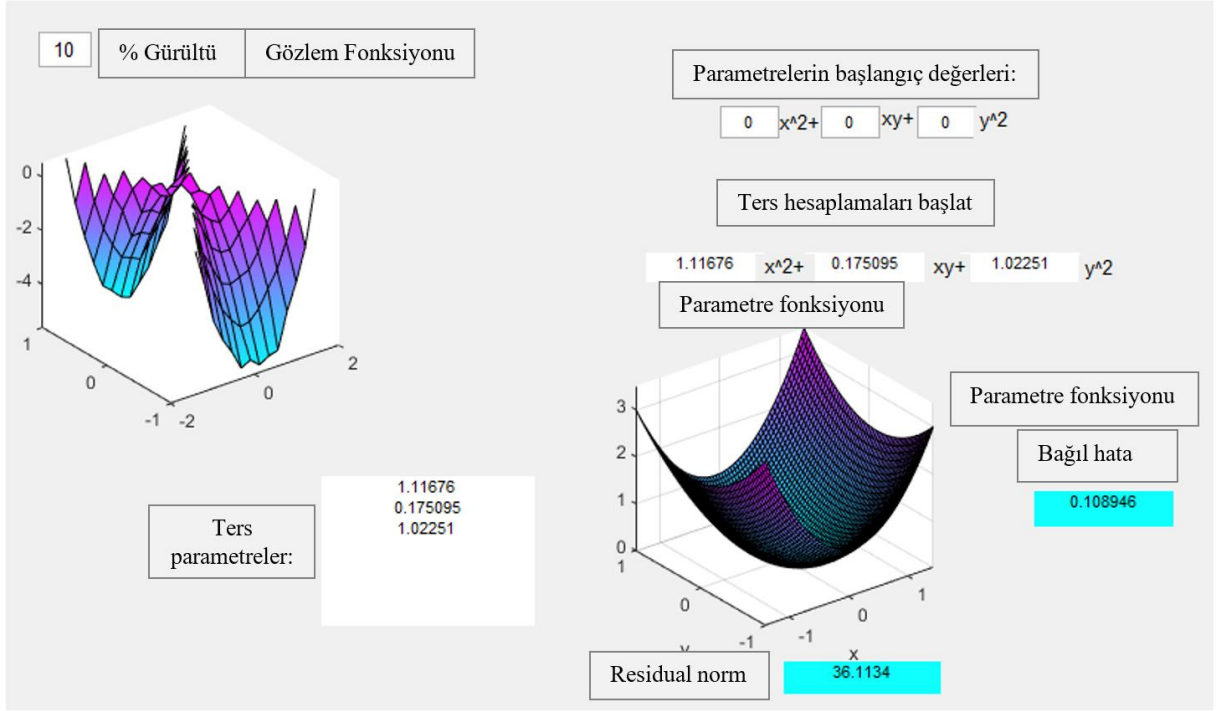 10 % Gürültü Gözlem Fonksiyonu
0
-2
-4
1
0
-1
-2
0
2
Ters
parametreler:
1.11676
0.175095
1.02251
Parametrelerin başlangıç değerleri:
0 x^2+ 0 xy+ 0 y^2
Ters hesaplamaları başlat
1.11676 x^2+ 0.175095 xy+ 1.02251 y^2
Parametre fonksiyonu
3
2
1
0
1
0
-1
-1
0
1
x
Parametre fonksiyonu
Bağıl hata
0.108946
Residual norm 36.1134